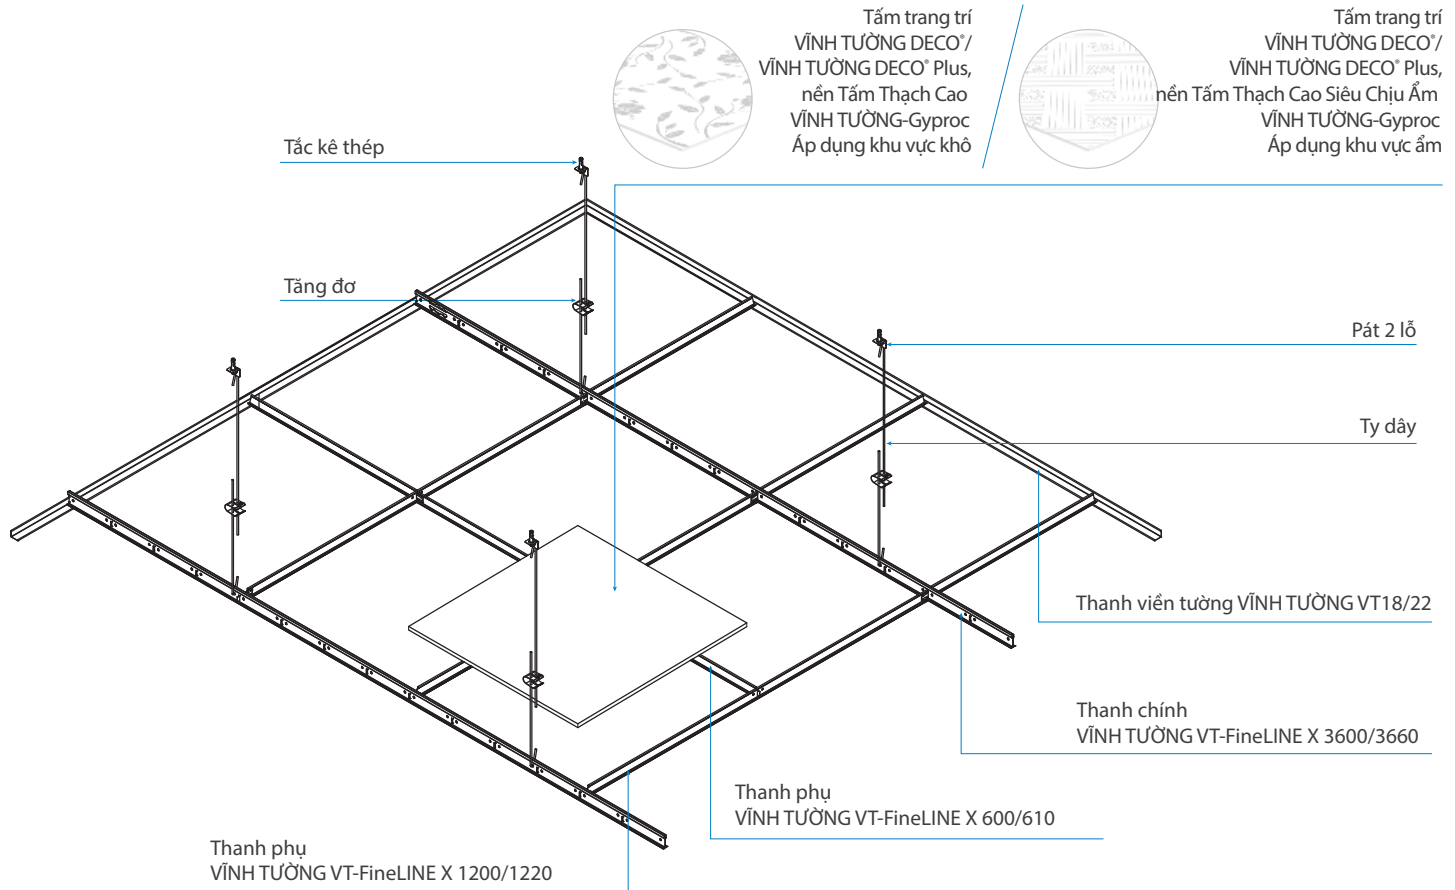 Tấm trang trí
VĨNH TƯỜNG DECO®/
VĨNH TƯỜNG DECO® Plus,
nền Tấm Thạch Cao
VĨNH TƯỜNG-Gyproc
Áp dụng khu vực khô
Tấm trang trí
VĨNH TƯỜNG DECO®/
VĨNH TƯỜNG DECO® Plus,
nền Tấm Thạch Cao Siêu Chịu Ẩm
VĨNH TƯỜNG-Gyproc
Áp dụng khu vực ẩm
Tắc kê thép
Tăng đơ
Pát 2 lỗ
Ty dây
Thanh viền tường VĨNH TƯỜNG VT18/22
Thanh chính
VĨNH TƯỜNG VT-FineLINE X 3600/3660
Thanh phụ
VĨNH TƯỜNG VT-FineLINE X 600/610
Thanh phụ
VĨNH TƯỜNG VT-FineLINE X 1200/1220